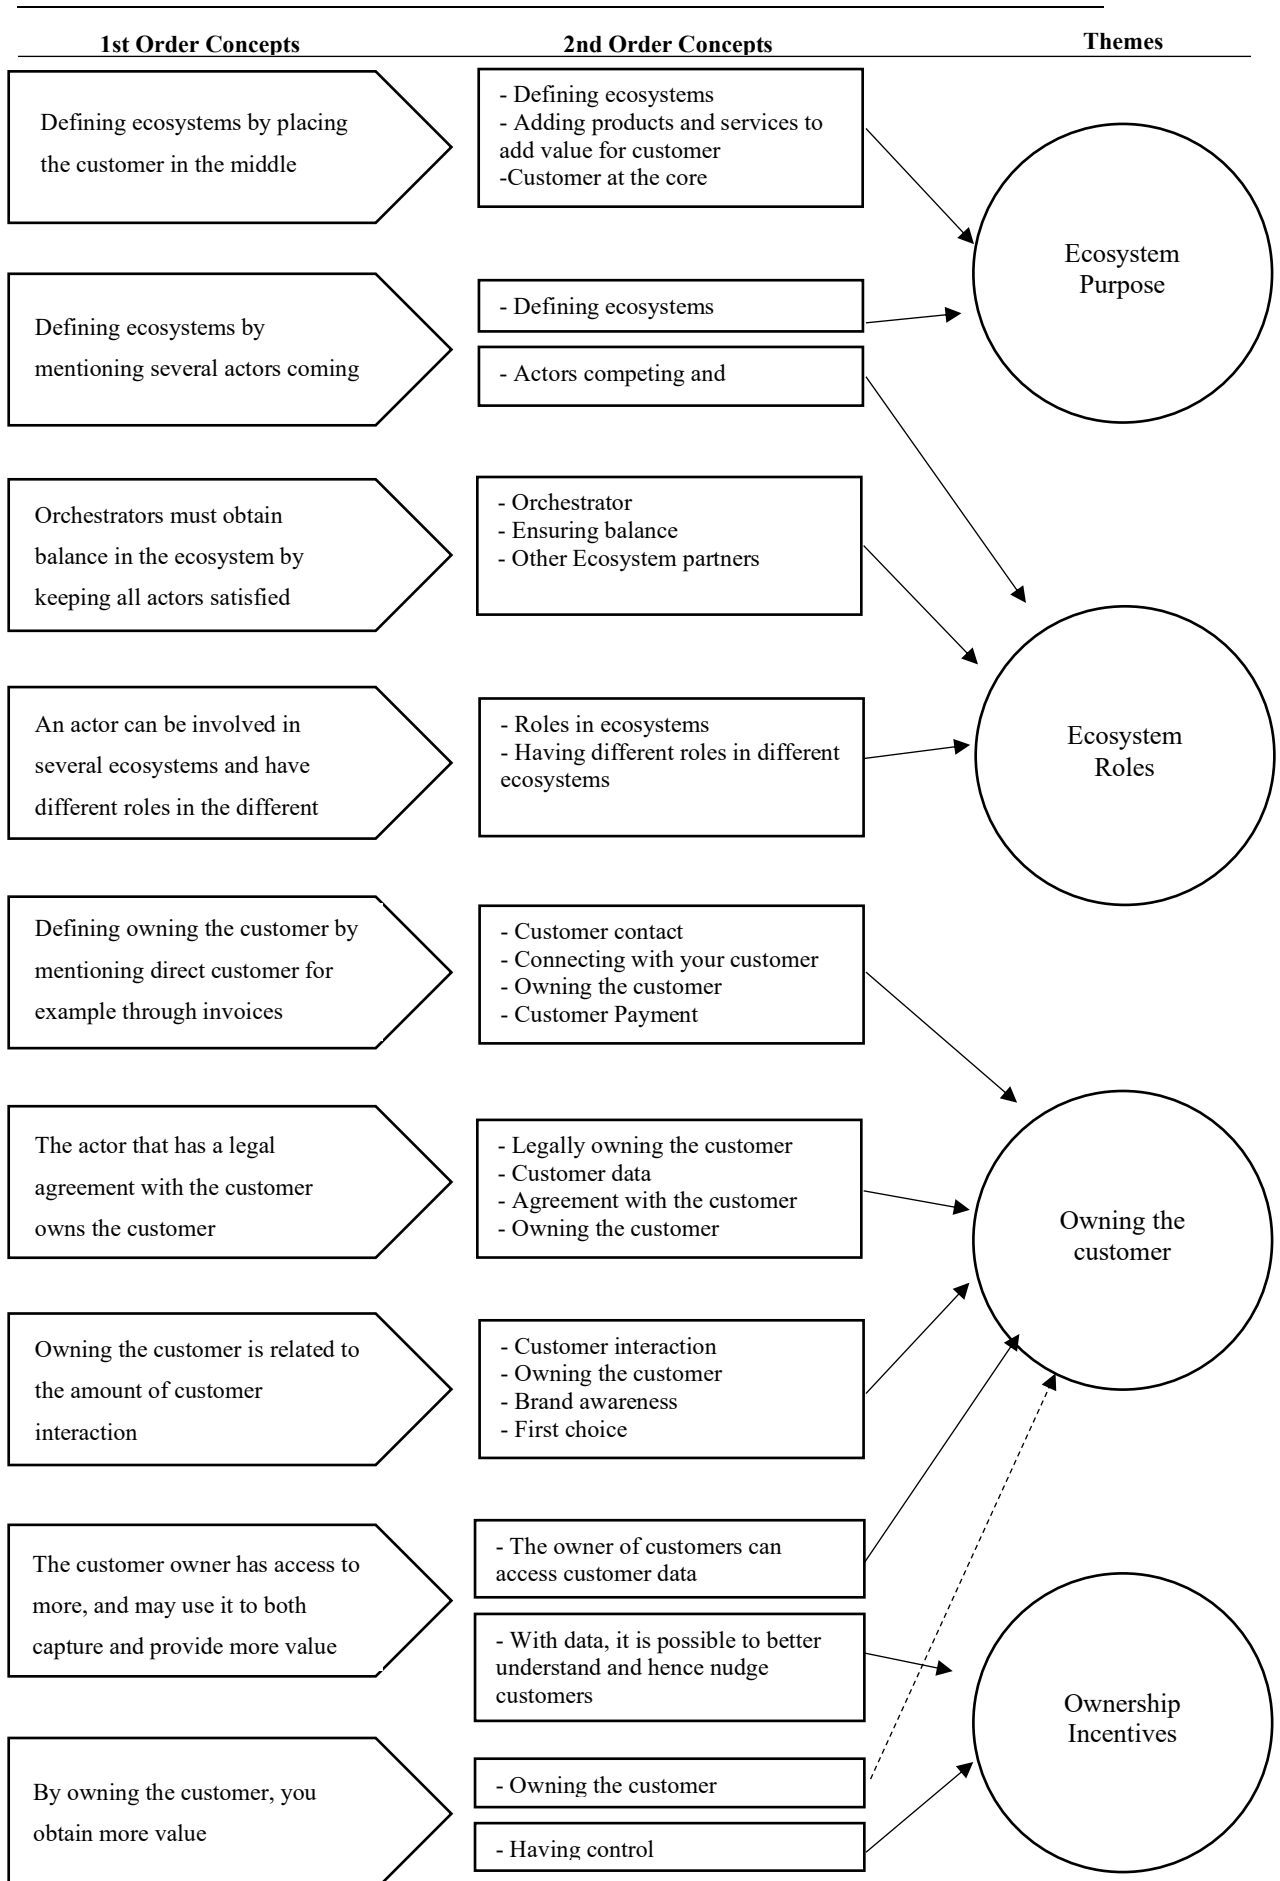 1st Order Concepts
2nd Order Concepts
Themes
Defining ecosystems by placing
the customer in the middle
- Defining ecosystems
- Adding products and services to
add value for customer
-Customer at the core
Ecosystem
Purpose
Defining ecosystems by
mentioning several actors coming
- Defining ecosystems
- Actors competing and
Orchestrators must obtain
balance in the ecosystem by
keeping all actors satisfied
- Orchestrator
- Ensuring balance
- Other Ecosystem partners
An actor can be involved in
several ecosystems and have
different roles in the different
- Roles in ecosystems
- Having different roles in different
ecosystems
Ecosystem
Roles
Defining owning the customer by
mentioning direct customer for
example through invoices
- Customer contact
- Connecting with your customer
- Owning the customer
- Customer Payment
The actor that has a legal
agreement with the customer
owns the customer
- Legally owning the customer
- Customer data
- Agreement with the customer
- Owning the customer
Owning the
customer
Owning the customer is related to
the amount of customer
interaction
- Customer interaction
- Owning the customer
- Brand awareness
- First choice
The customer owner has access to
more, and may use it to both
capture and provide more value
- The owner of customers can
access customer data
- With data, it is possible to better
understand and hence nudge
customers
Ownership
Incentives
By owning the customer, you
obtain more value
- Owning the customer
- Having control